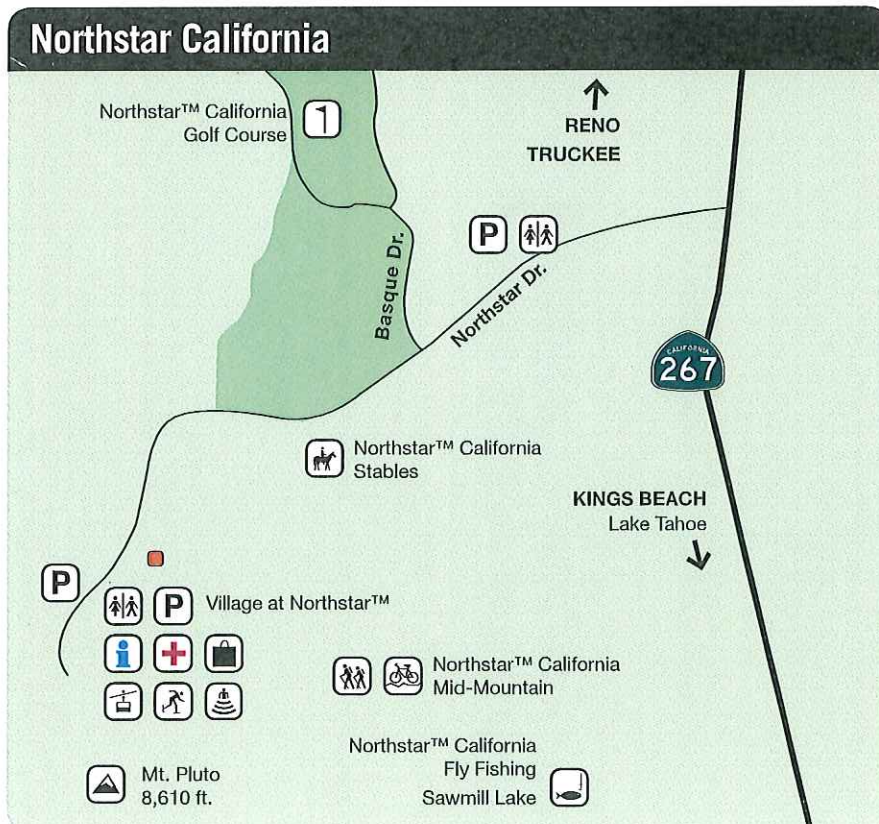 Northstar California
Northstar™ California
Golf Course
RENO
TRUCKEE
P
Basque Dr.
Northstar Dr.
CALIFORNIA
267
Northstar™ California
Stables
KINGS BEACH
Lake Tahoe
P
P
Village at Northstar™
i
Northstar™ California
Mid-Mountain
Northstar™ California
Fly Fishing
Sawmill Lake
Mt. Pluto
8,610 ft.